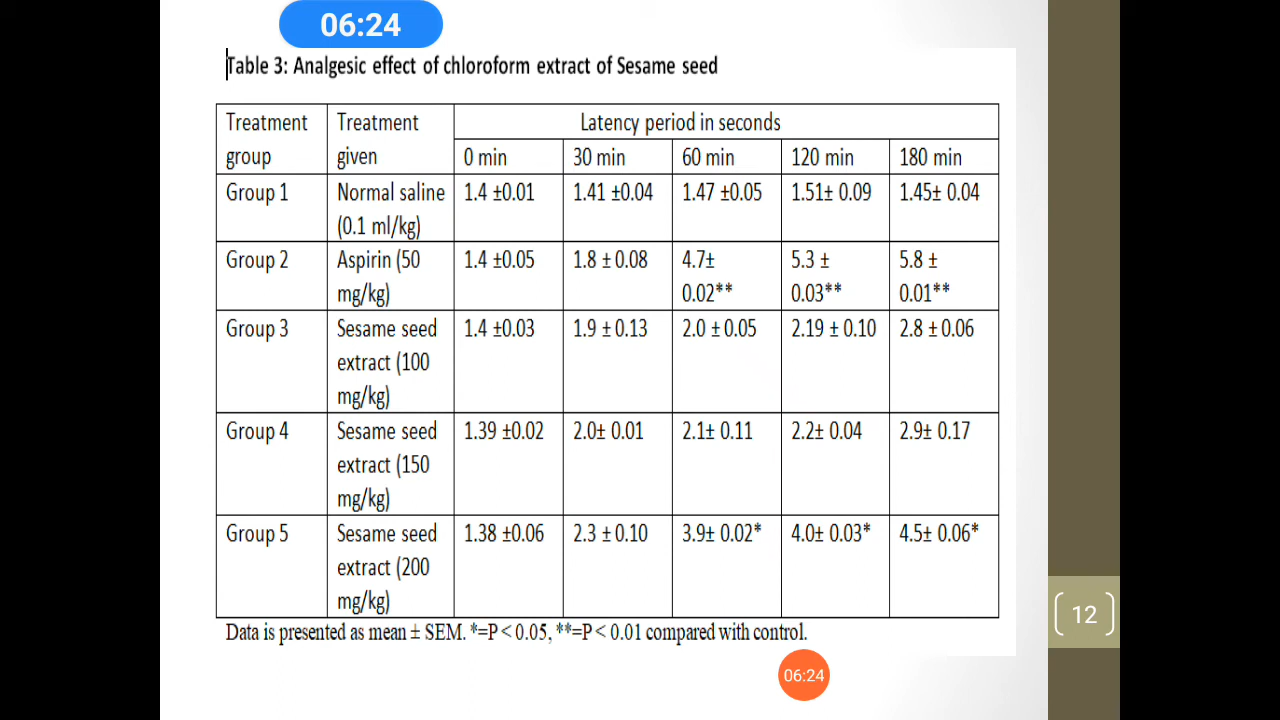 06:24
Table 3: Analgesic effect of chloroform extract of Sesame seed
Treatment group Treatment given Latency period in seconds
0 min 30 min 60 min 120 min 180 min
Group 1 Normal saline (0.1 ml/kg) 1.4 ±0.01 1.41 ±0.04 1.47 ±0.05 1.51± 0.09 1.45± 0.04
Group 2 Aspirin (50 mg/kg) 1.4 ±0.05 1.8 ± 0.08 4.7± 0.02** 5.3 ± 0.03** 5.8 ± 0.01**
Group 3 Sesame seed extract (100 mg/kg) 1.4 ±0.03 1.9 ± 0.13 2.0 ± 0.05 2.19 ± 0.10 2.8 ± 0.06
Group 4 Sesame seed extract (150 mg/kg) 1.39 ±0.02 2.0± 0.01 2.1± 0.11 2.2± 0.04 2.9± 0.17
Group 5 Sesame seed extract (200 mg/kg) 1.38 ±0.06 2.3 ± 0.10 3.9± 0.02* 4.0± 0.03* 4.5± 0.06*
Data is presented as mean ± SEM. *=P < 0.05, **=P < 0.01 compared with control.
12
06:24